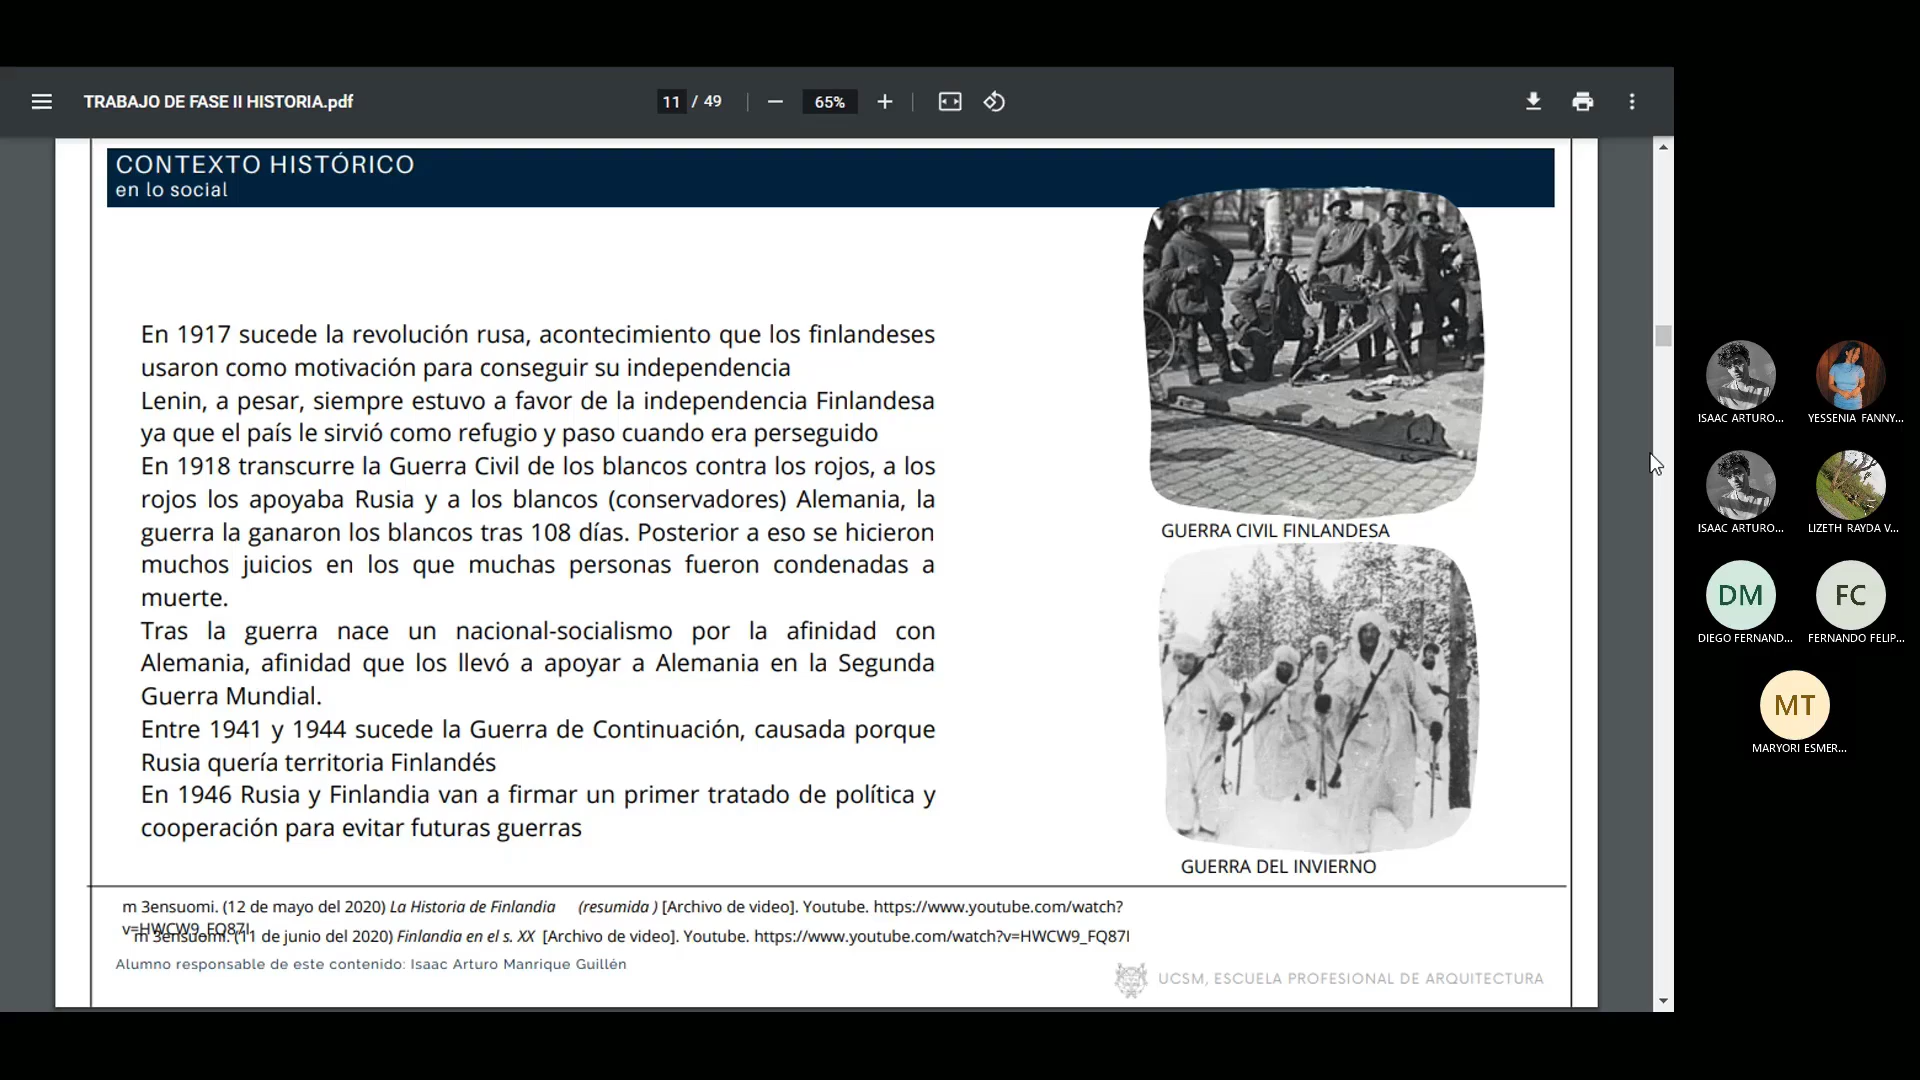 TRABAJO DE FASE II HISTORIA.pdf
11 / 49
65%
CONTEXTO HISTÓRICO
en lo social
En 1917 sucede la revolución rusa, acontecimiento que los finlandeses
usaron como motivación para conseguir su independencia
Lenin, a pesar, siempre estuvo a favor de la independencia Finlandesa
ya que el país le sirvió como refugio y paso cuando era perseguido
En 1918 transcurre la Guerra Civil de los blancos contra los rojos, a los
rojos los apoyaba Rusia y a los blancos (conservadores) Alemania, la
guerra la ganaron los blancos tras 108 días. Posterior a eso se hicieron
muchos juicios en los que muchas personas fueron condenadas a
muerte.
Tras la guerra nace un nacional-socialismo por la afinidad con
Alemania, afinidad que los llevó a apoyar a Alemania en la Segunda
Guerra Mundial.
Entre 1941 y 1944 sucede la Guerra de Continuación, causada porque
Rusia quería territoria Finlandés
En 1946 Rusia y Finlandia van a firmar un primer tratado de política y
cooperación para evitar futuras guerras
GUERRA CIVIL FINLANDESA
GUERRA DEL INVIERNO
m 3ensuomi. (12 de mayo del 2020) La Historia de Finlandia (resumida ) [Archivo de video]. Youtube. https://www.youtube.com/watch?
v=HWCW9_FQ87I
m 3ensuomi. (11 de junio del 2020) Finlandia en el s. XX [Archivo de video]. Youtube. https://www.youtube.com/watch?v=HWCW9_FQ87I
Alumno responsable de este contenido: Isaac Arturo Manrique Guillén
UCSM, ESCUELA PROFESIONAL DE ARQUITECTURA
ISAAC ARTURO...
YESSENIA FANNY...
ISAAC ARTURO...
LIZETH RAYDA V...
DM
FC
DIEGO FERNAND...
FERNANDO FELIP...
MT
MARYORI ESMER...